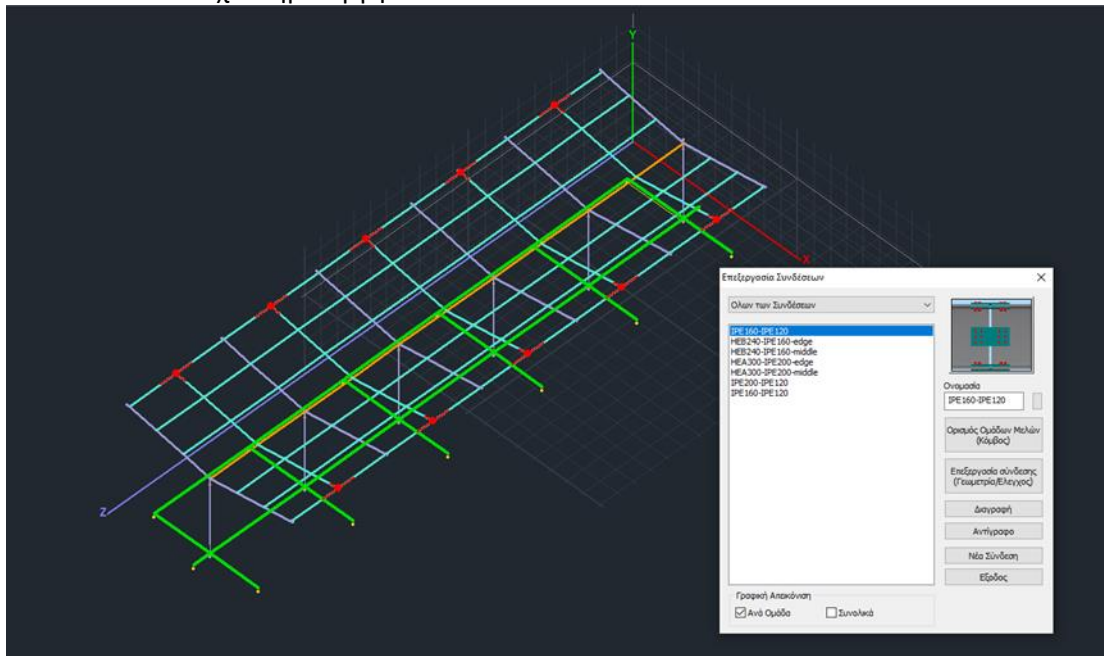 Y
X
Z
Επεξεργασία Συνδέσεων
Ολων των Συνδέσεων
IPE160-IPE120
HEB240-IPE160-edge
HEB240-IPE160-middle
HEA300-IPE200-edge
HEA300-IPE200-middle
IPE200-IPE120
IPE160-IPE120
Ονομασία
IPE160-IPE120
Ορισμός Ομάδων Μελών
(Κόμβος)
Επεξεργασία σύνδεσης
(Γεωμετρία/Ελεγχος)
Διαγραφή
Αντίγραφο
Νέα Σύνδεση
Εξοδος
Γραφική Απεικόνιση
Ανά Ομάδα
Συνολικά